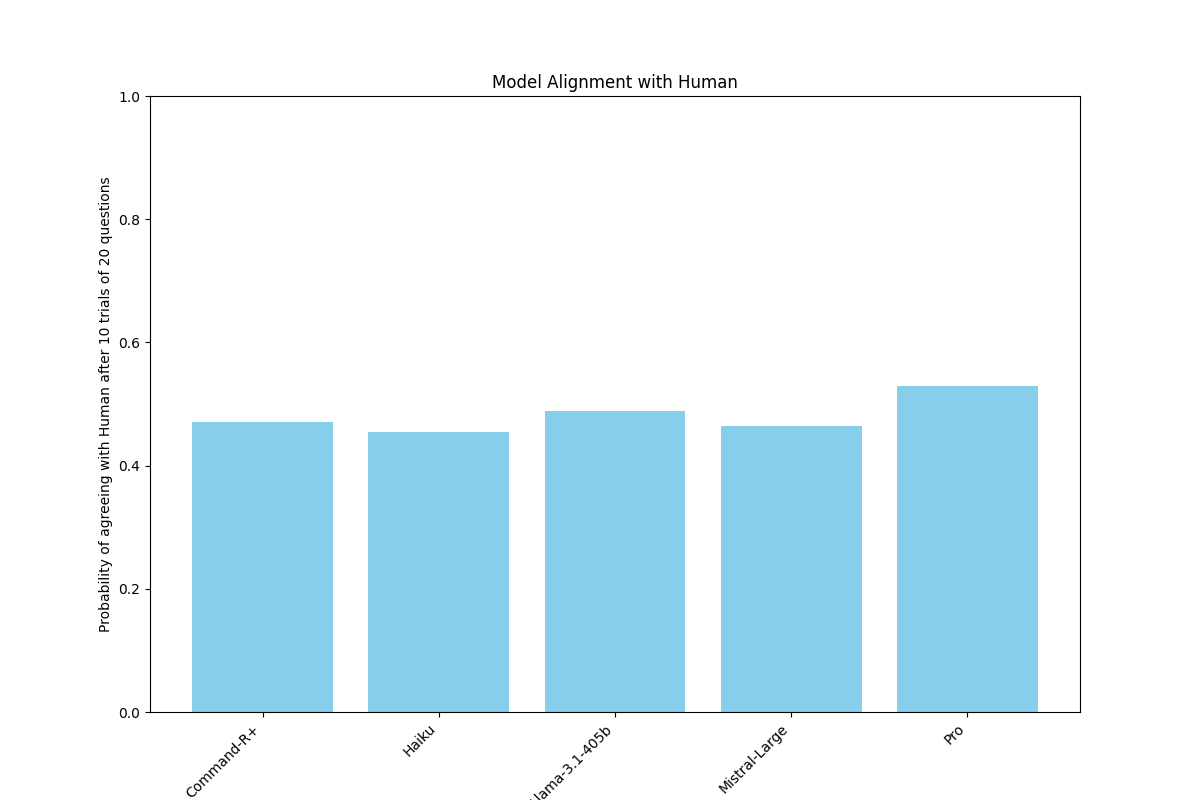 Model Alignment with Human
Probability of agreeing with Human after 10 trials of 20 questions
1.0
0.8
0.6
0.4
0.2
0.0
Command-R+
Haiku
lama-3.1-405b
Mistral-Large
Pro